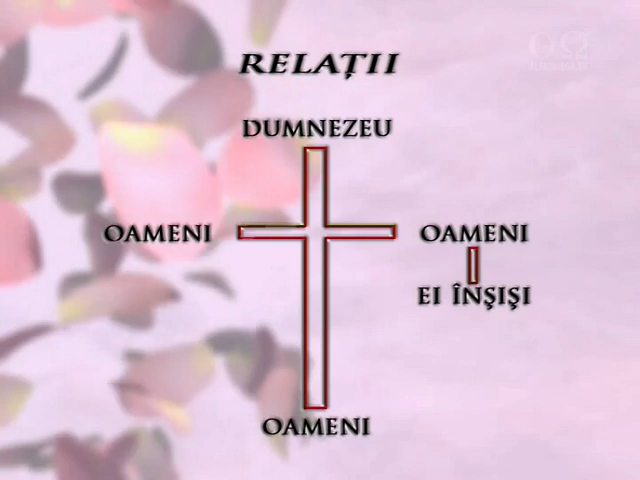 RELAȚII
DUMNEZEU
OAMENI OAMENI
EI ÎNȘIȘI
OAMENI